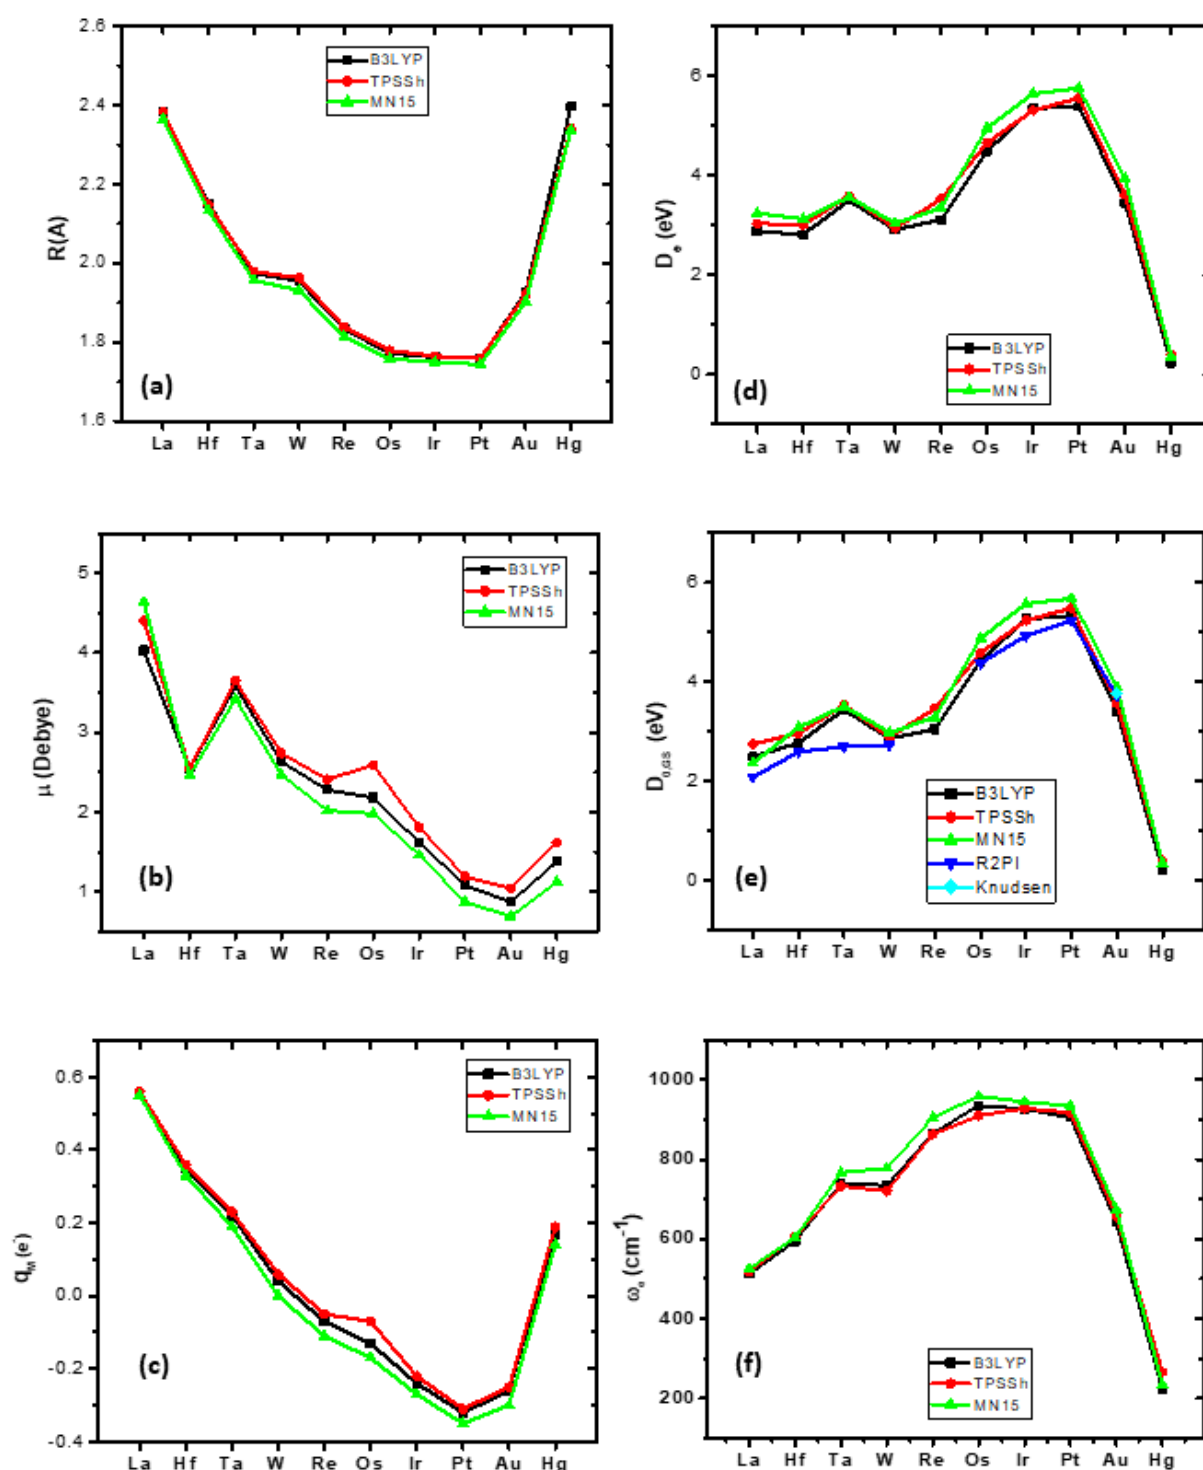 2.6
2.4
2.2
2.0
1.8
1.6
R(A)
B3LYP
TPSSh
MN15
(a)
La Hf Ta W Re Os Ir Pt Au Hg
6
4
2
0
D_e (eV)
B3LYP
TPSSh
MN15
(d)
La Hf Ta W Re Os Ir Pt Au Hg
5
4
3
2
1
μ (Debye)
B3LYP
TPSSh
MN15
(b)
La Hf Ta W Re Os Ir Pt Au Hg
6
4
2
0
D_0,GS (eV)
B3LYP
TPSSh
MN15
R2PI
Knudsen
(e)
La Hf Ta W Re Os Ir Pt Au Hg
0.6
0.4
0.2
0.0
-0.2
-0.4
q_M (e)
B3LYP
TPSSh
MN15
(c)
La Hf Ta W Re Os Ir Pt Au Hg
1000
800
600
400
200
ω_e (cm⁻¹)
B3LYP
TPSSh
MN15
(f)
La Hf Ta W Re Os Ir Pt Au Hg